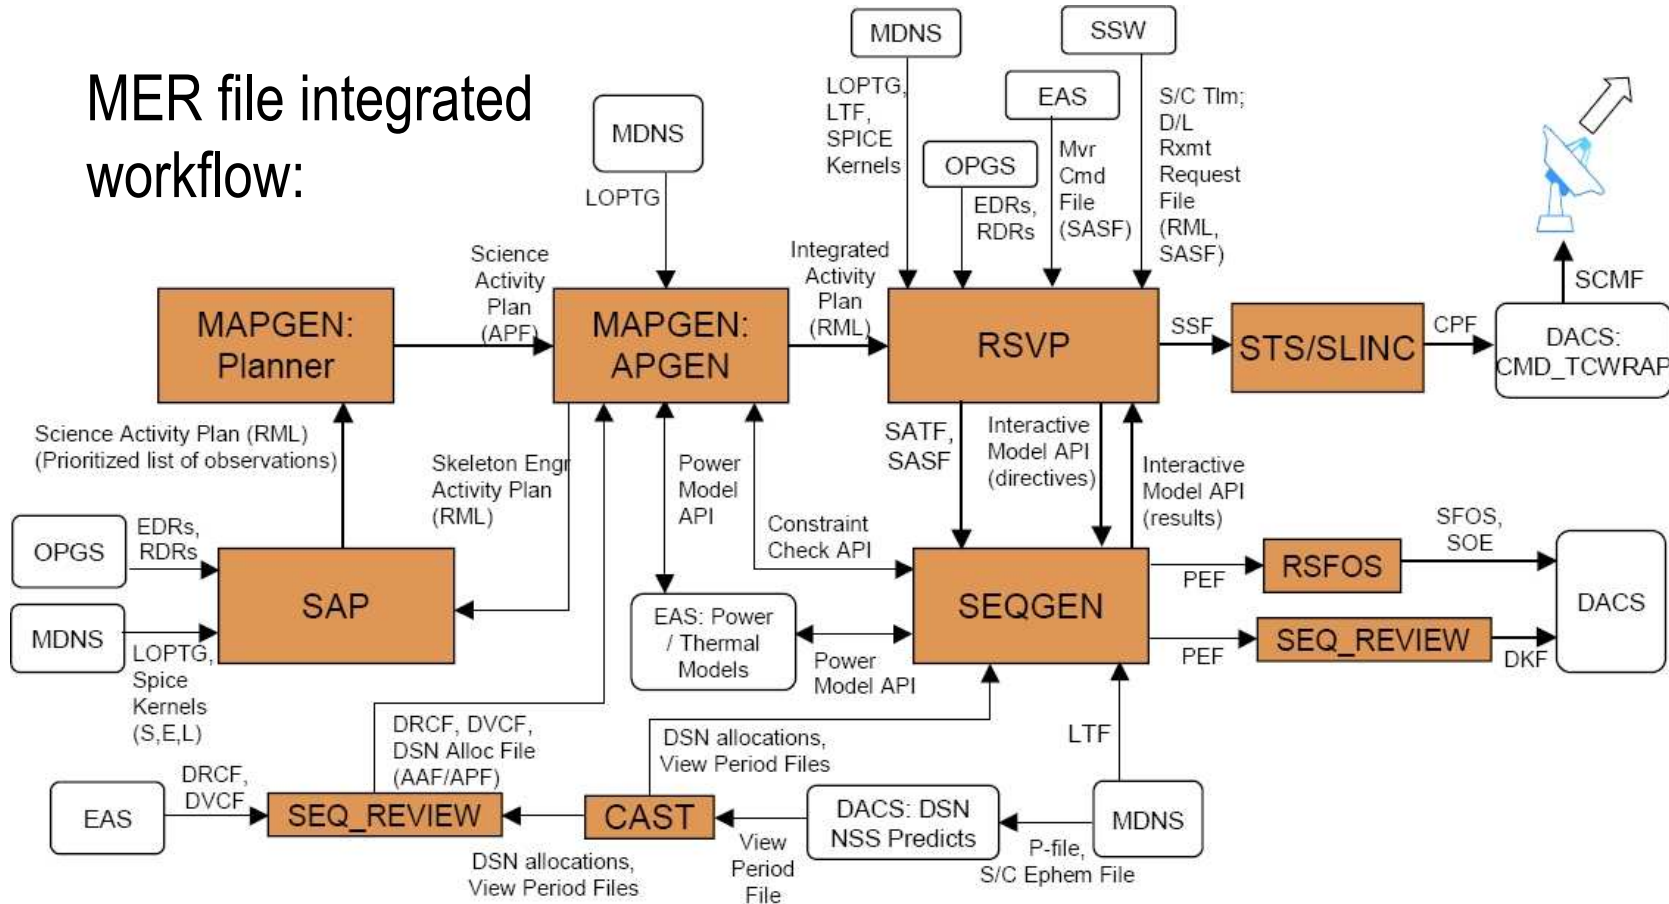 MER file integrated
workflow:
MDNS
LOPTG
MDNS
LOPTG,
LTF,
SPICE
Kernels
OPGS
EDRs,
RDRs
EAS
Mvr
Cmd
File
(SASF)
SSW
S/C Tlm;
D/L
Rxmt
Request
File
(RML,
SASF)
MAPGEN:
Planner
Science
Activity
Plan
(APF)
MAPGEN:
APGEN
Integrated
Activity
Plan
(RML)
RSVP
SSF
STS/SLINC
CPF
SCMF
DACS:
CMD_TCWRAP
Science Activity Plan (RML)
(Prioritized list of observations)
Skeleton Engr
Activity Plan
(RML)
Power
Model
API
Constraint
Check API
SATF,
SASF
Interactive
Model API
(directives)
Interactive
Model API
(results)
OPGS
EDRs,
RDRs
MDNS
LOPTG,
Spice
Kernels
(S,E,L)
SAP
EAS: Power
/ Thermal
Models
Power
Model API
SEQGEN
PEF
RSFOS
SFOS,
SOE
PEF
SEQ_REVIEW
DKF
DACS
EAS
DRCF,
DVCF
SEQ_REVIEW
DRCF, DVCF,
DSN Alloc File
(AAF/APF)
DSN allocations,
View Period Files
CAST
DSN allocations,
View Period Files
View
Period
File
DACS: DSN
NSS Predicts
P-file,
S/C Ephem File
MDNS
LTF